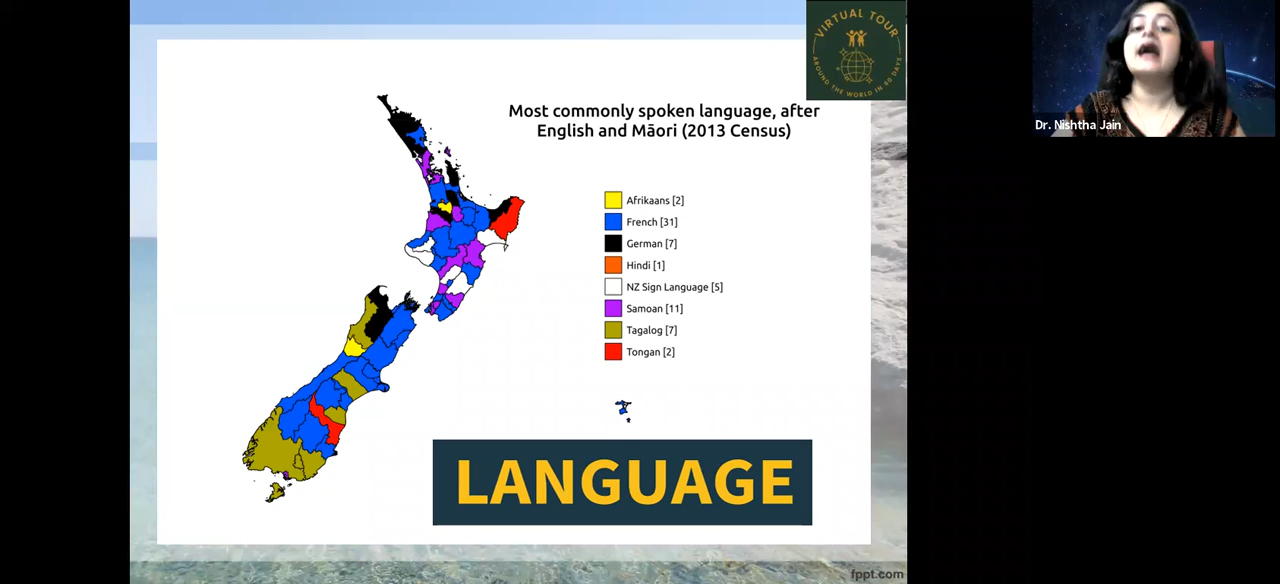 VIRTUAL TOUR
AROUND THE WORLD IN 80 DAYS
Dr. Nishtha Jain
Most commonly spoken language, after
English and Māori (2013 Census)
Afrikaans [2]
French [31]
German [7]
Hindi [1]
NZ Sign Language [5]
Samoan [11]
Tagalog [7]
Tongan [2]
LANGUAGE
fppt.com